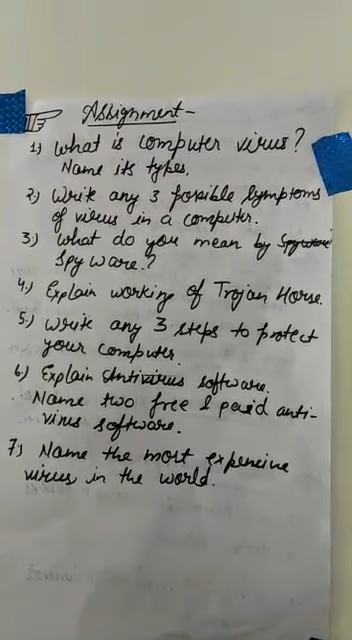 Assignment -
1) What is computer virus?
Name its types.
2) Write any 3 possible symptoms
of virus in a computer.
3) What do you mean by Spyware
Spy ware.?
4) Explain working of Trojan Horse.
5) Write any 3 steps to protect
your computer.
6) Explain Antivirus software.
Name two free & paid anti-
virus software.
7) Name the most expensive
virus in the world.